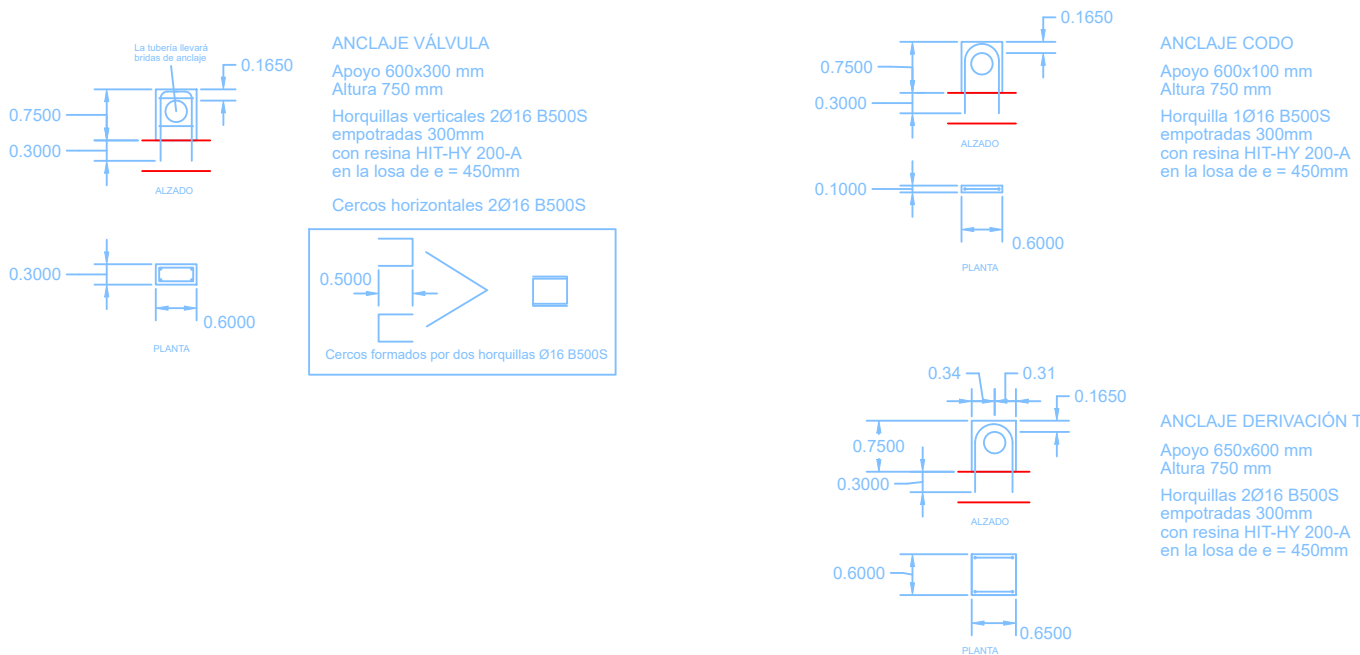 La tubería llevará
bridas de anclaje
0.1650
0.7500
0.3000
ALZADO
0.3000
0.6000
PLANTA
ANCLAJE VÁLVULA
Apoyo 600x300 mm
Altura 750 mm
Horquillas verticales 2Ø16 B500S
empotradas 300mm
con resina HIT-HY 200-A
en la losa de e = 450mm
Cercos horizontales 2Ø16 B500S
0.5000
Cercos formados por dos horquillas Ø16 B500S
0.1650
0.7500
0.3000
ALZADO
0.1000
0.6000
PLANTA
ANCLAJE CODO
Apoyo 600x100 mm
Altura 750 mm
Horquilla 1Ø16 B500S
empotradas 300mm
con resina HIT-HY 200-A
en la losa de e = 450mm
0.34
0.31
0.1650
0.7500
0.3000
ALZADO
0.6000
0.6500
PLANTA
ANCLAJE DERIVACIÓN T
Apoyo 650x600 mm
Altura 750 mm
Horquillas 2Ø16 B500S
empotradas 300mm
con resina HIT-HY 200-A
en la losa de e = 450mm